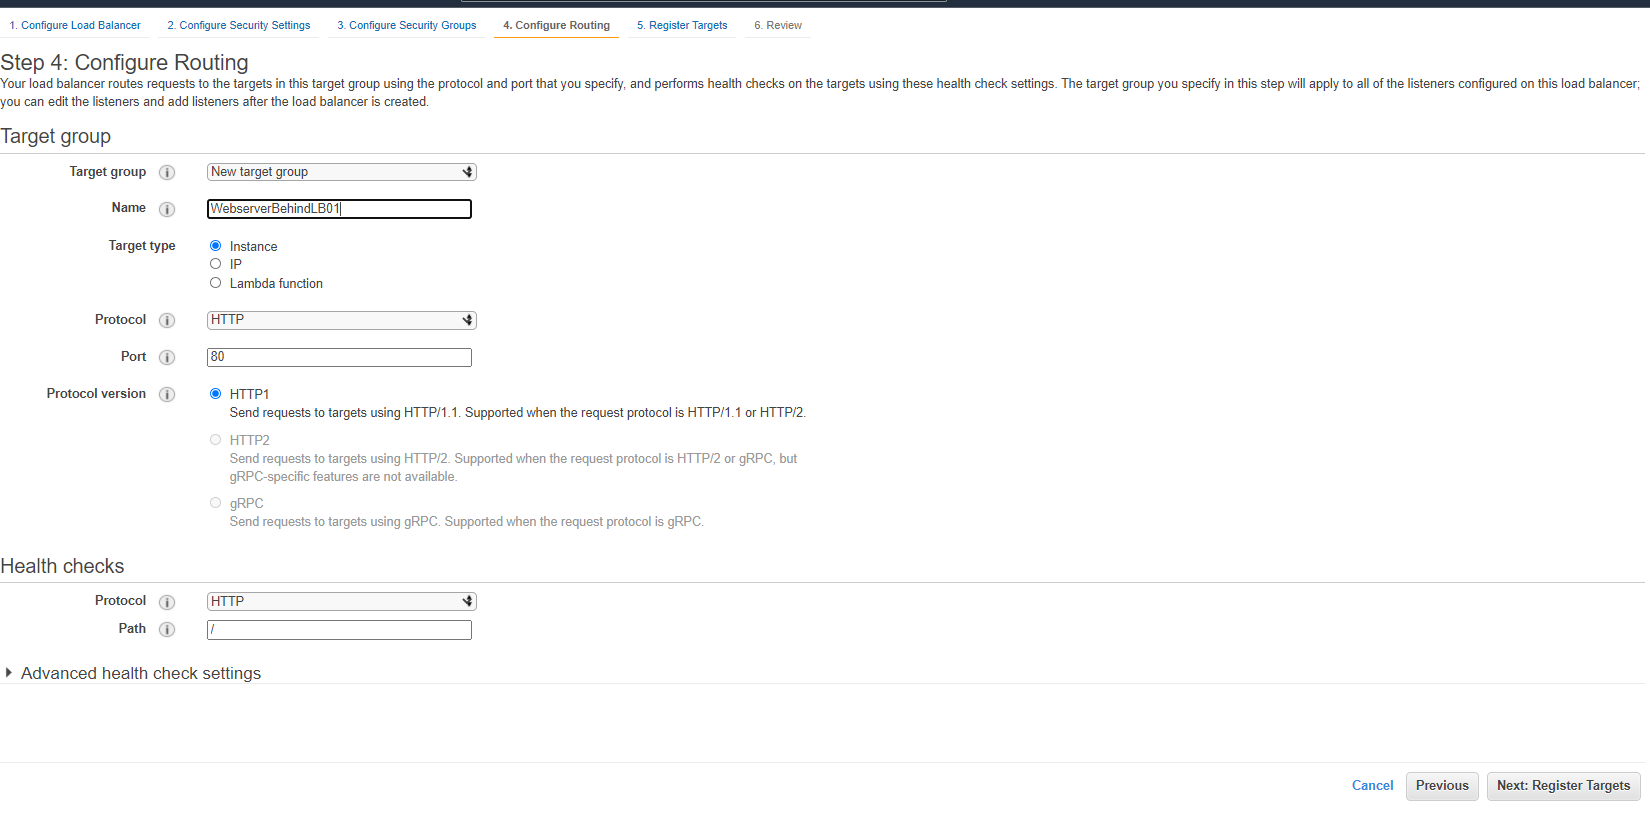 1. Configure Load Balancer 2. Configure Security Settings 3. Configure Security Groups 4. Configure Routing 5. Register Targets 6. Review
Step 4: Configure Routing
Your load balancer routes requests to the targets in this target group using the protocol and port that you specify, and performs health checks on the targets using these health check settings. The target group you specify in this step will apply to all of the listeners configured on this load balancer;
you can edit the listeners and add listeners after the load balancer is created.
Target group
Target group i New target group
Name i WebserverBehindLB01
Target type Instance
IP
Lambda function
Protocol i HTTP
Port i 80
Protocol version i HTTP1
Send requests to targets using HTTP/1.1. Supported when the request protocol is HTTP/1.1 or HTTP/2.
HTTP2
Send requests to targets using HTTP/2. Supported when the request protocol is HTTP/2 or gRPC, but
gRPC-specific features are not available.
gRPC
Send requests to targets using gRPC. Supported when the request protocol is gRPC.
Health checks
Protocol i HTTP
Path i /
Advanced health check settings
Cancel Previous Next: Register Targets